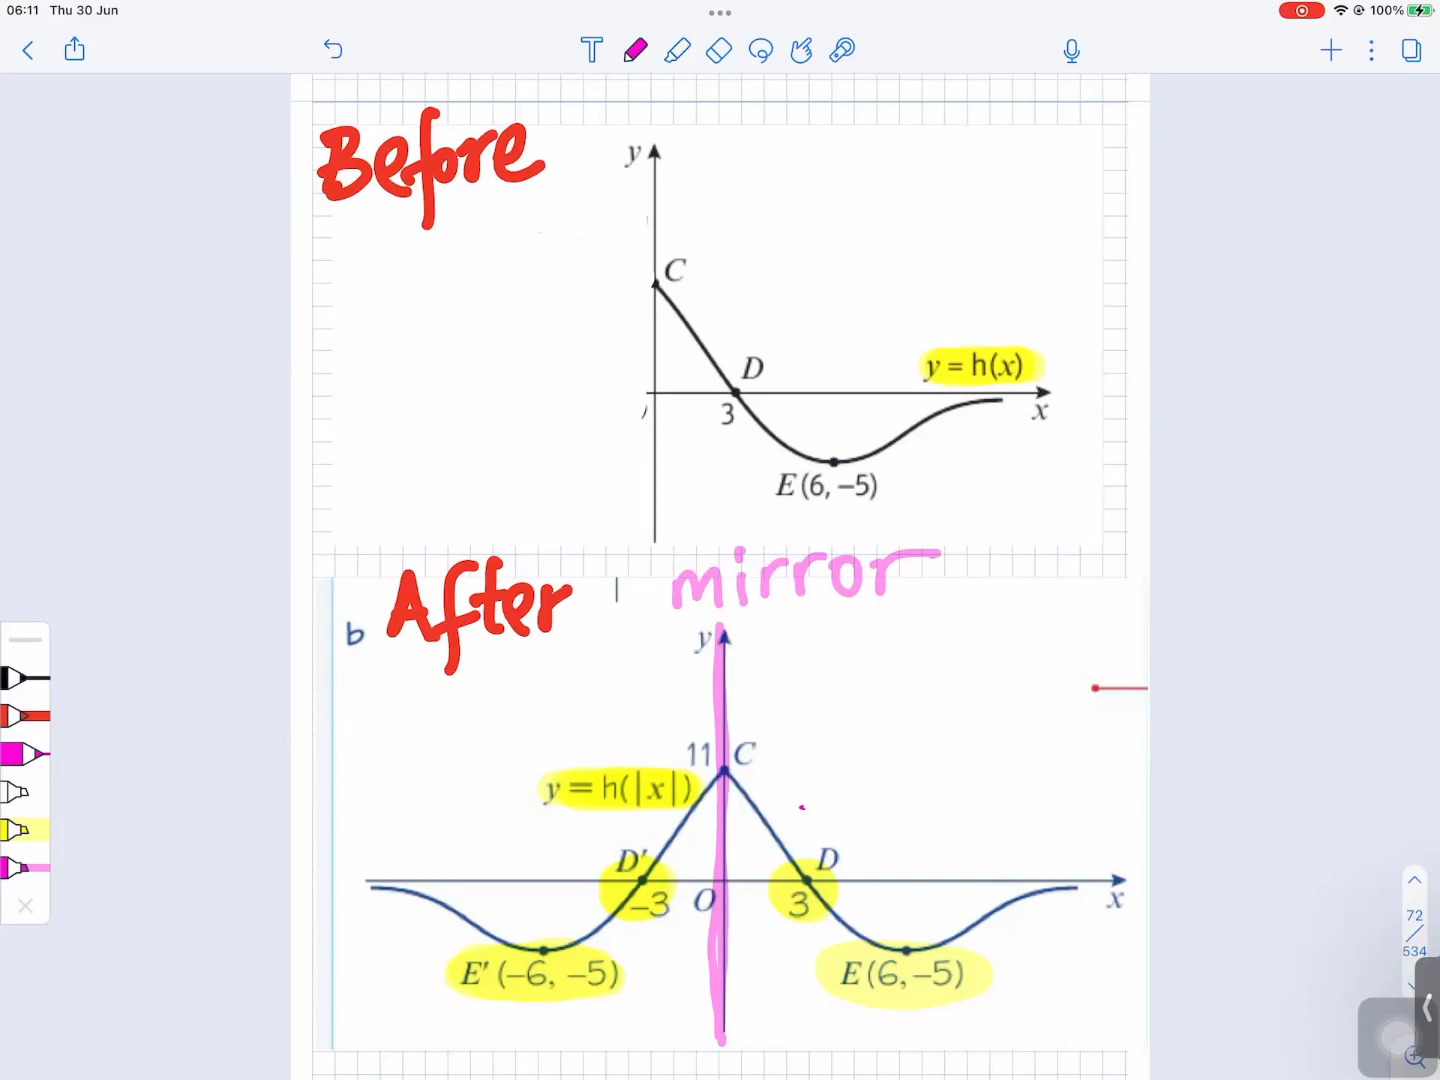 06:11 Thu 30 Jun
100%
T
Before
y
C
D
y = h(x)
3
x
E(6, −5)
After
mirror
b
y
11 C
y = h(|x|)
D′ D
−3 O 3 x
E′(−6, −5) E(6, −5)
72
534